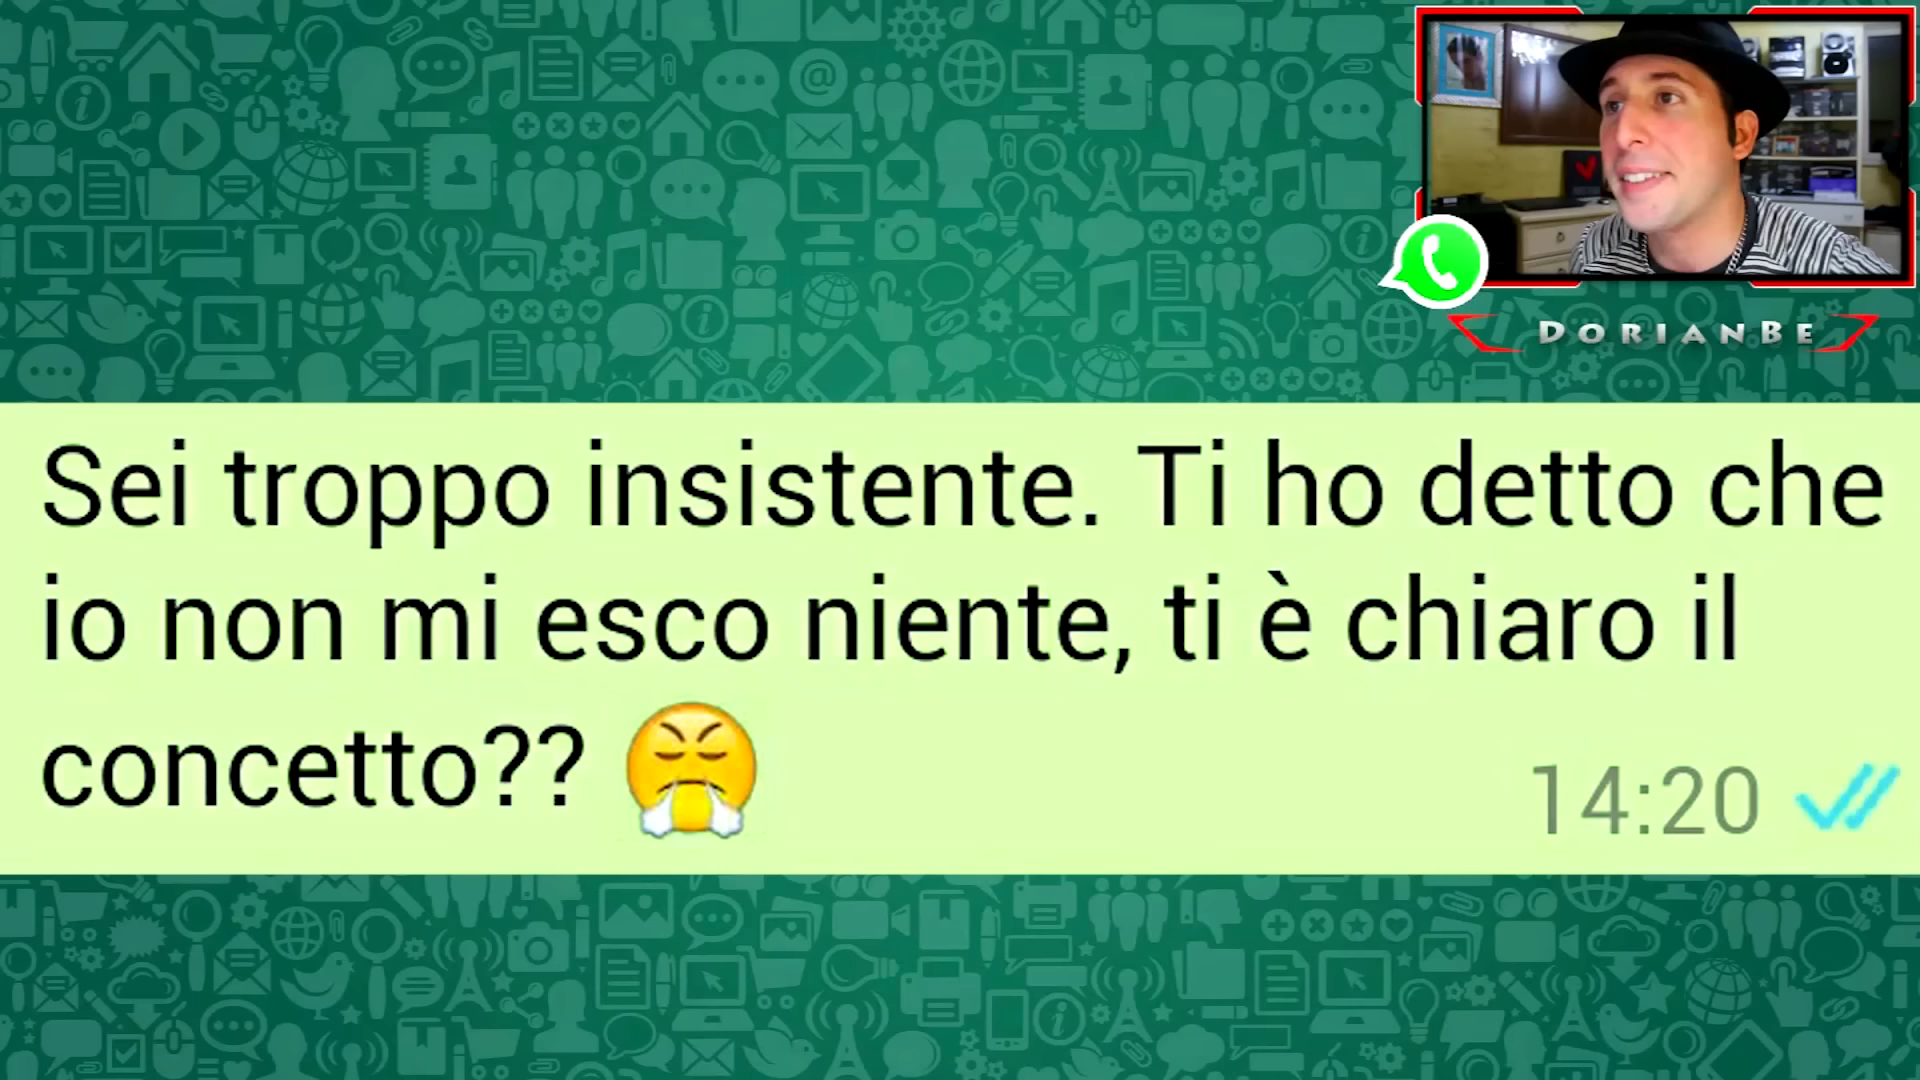 DORIANBE
Sei troppo insistente. Ti ho detto che
io non mi esco niente, ti è chiaro il
concetto?? 😤
14:20